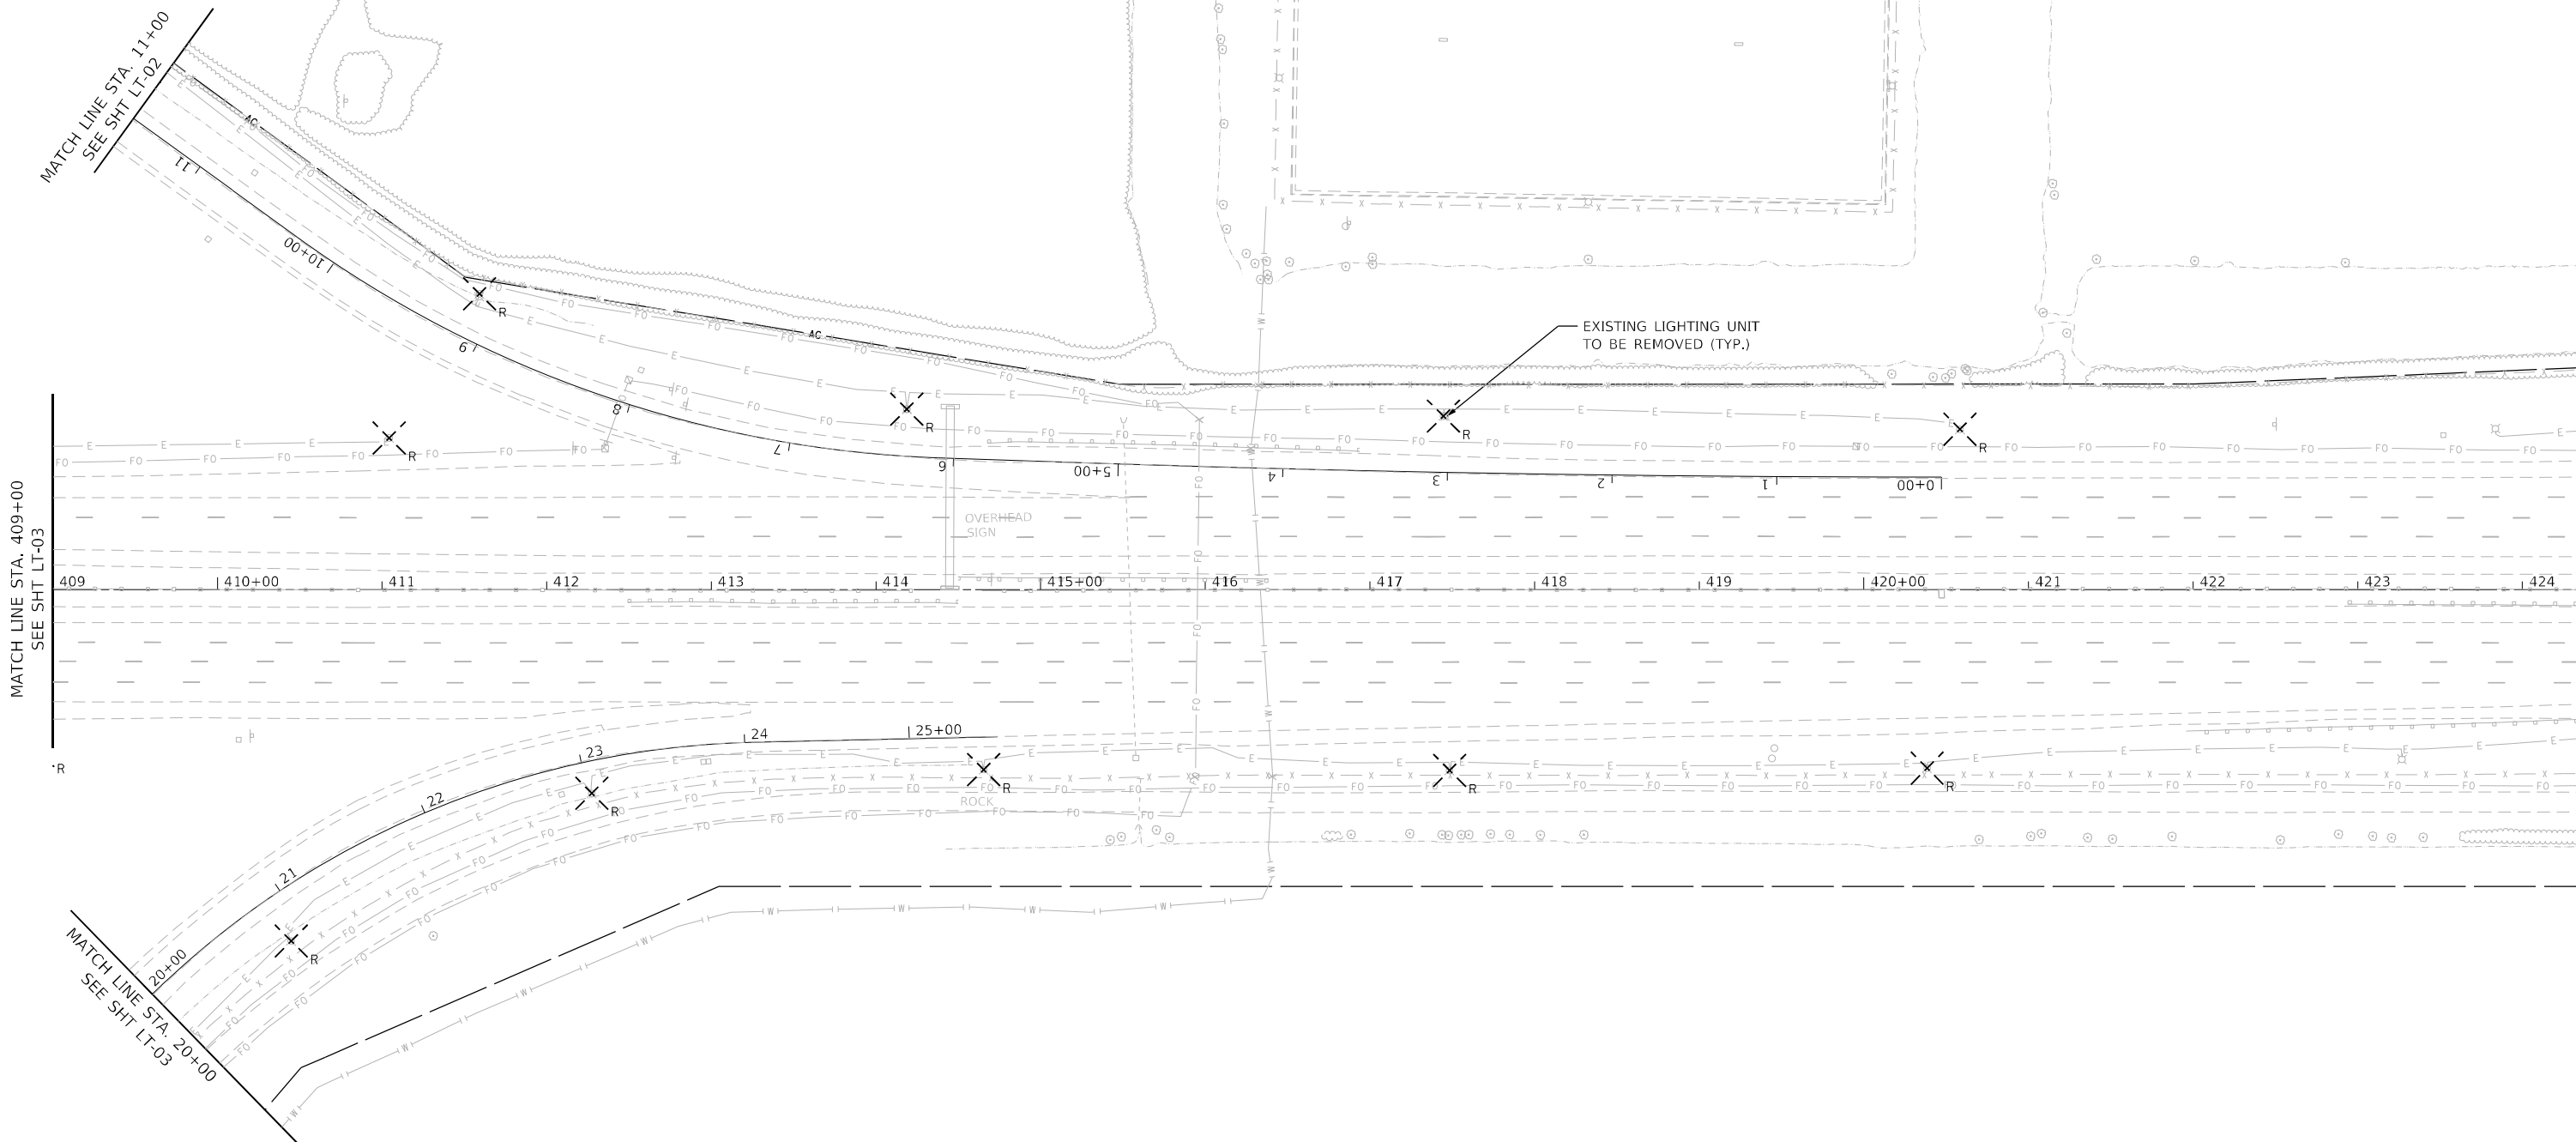 MATCH LINE STA. 11+00
SEE SHT LT-02
AC
11
10+00
R
9
AC
EXISTING LIGHTING UNIT
TO BE REMOVED (TYP.)
8
R
R
R
R
7
6
5+00
4
3
2
1
0+00
OVERHEAD
SIGN
MATCH LINE STA. 409+00
SEE SHT LT-03
409
410+00
411
412
413
414
415+00
416
417
418
419
420+00
421
422
423
424
R
20+00
21
22
23
24
25+00
R
R
R
R
R
ROCK
MATCH LINE STA. 20+00
SEE SHT LT-03
E
FO
W
X